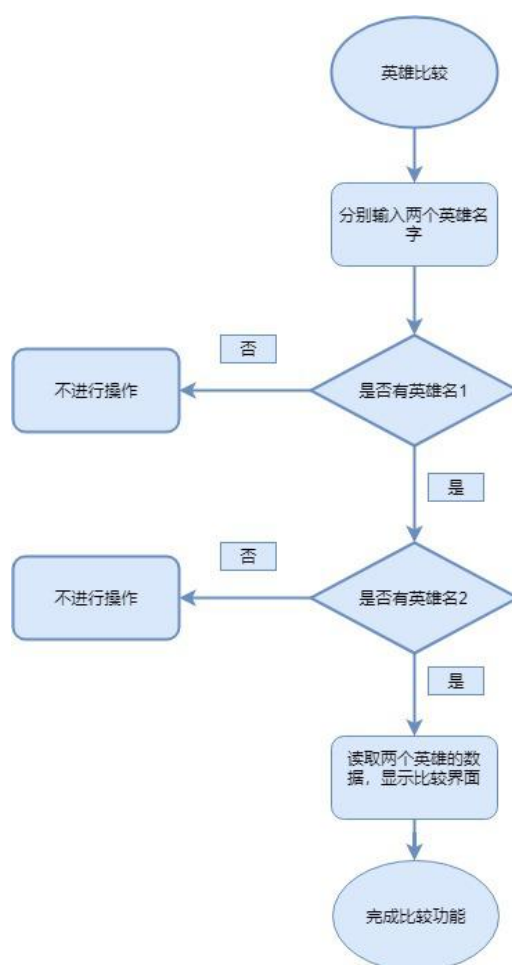 英雄比较
分别输入两个英雄名
字
否
不进行操作
是否有英雄名1
是
否
不进行操作
是否有英雄名2
是
读取两个英雄的数
据，显示比较界面
完成比较功能